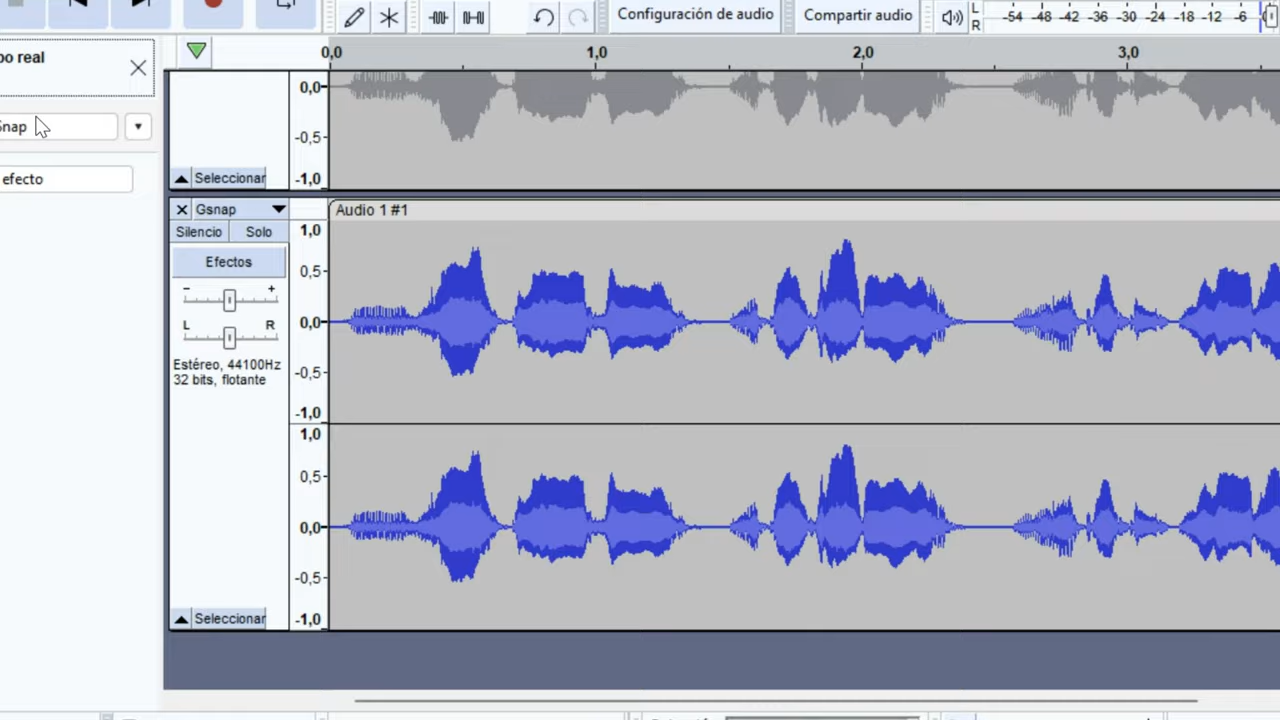 Configuración de audio
Compartir audio
L
R
-54 -48 -42 -36 -30 -24 -18 -12 -6
po real
0,0 1,0 2,0 3,0
0,0
-0,5
-1,0
Snap
efecto
Seleccionar
Gsnap
Audio 1 #1
Silencio Solo
Efectos
- +
L R
Estéreo, 44100Hz
32 bits, flotante
1,0
0,5
0,0
-0,5
-1,0
1,0
0,5
0,0
-0,5
-1,0
Seleccionar